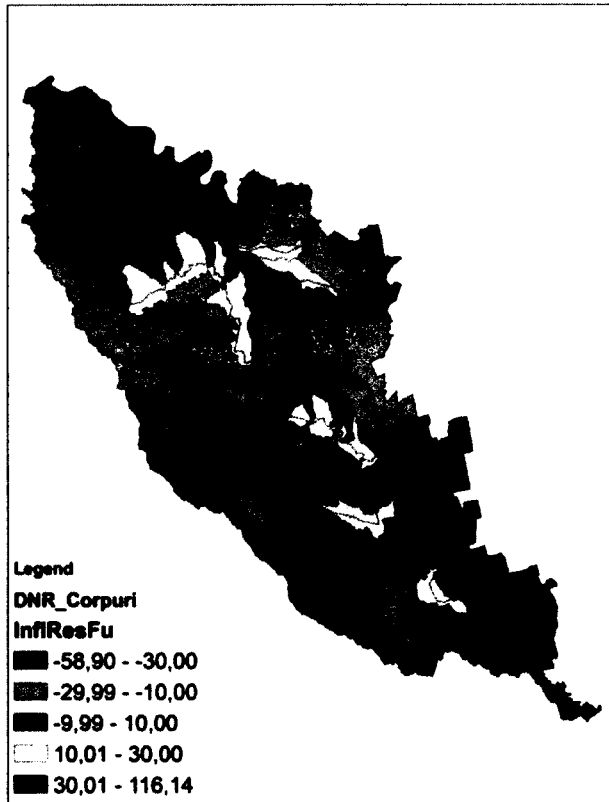 Legend
DNR_Corpuri
InflResFu
-58,90 - -30,00
-29,99 - -10,00
-9,99 - 10,00
10,01 - 30,00
30,01 - 116,14